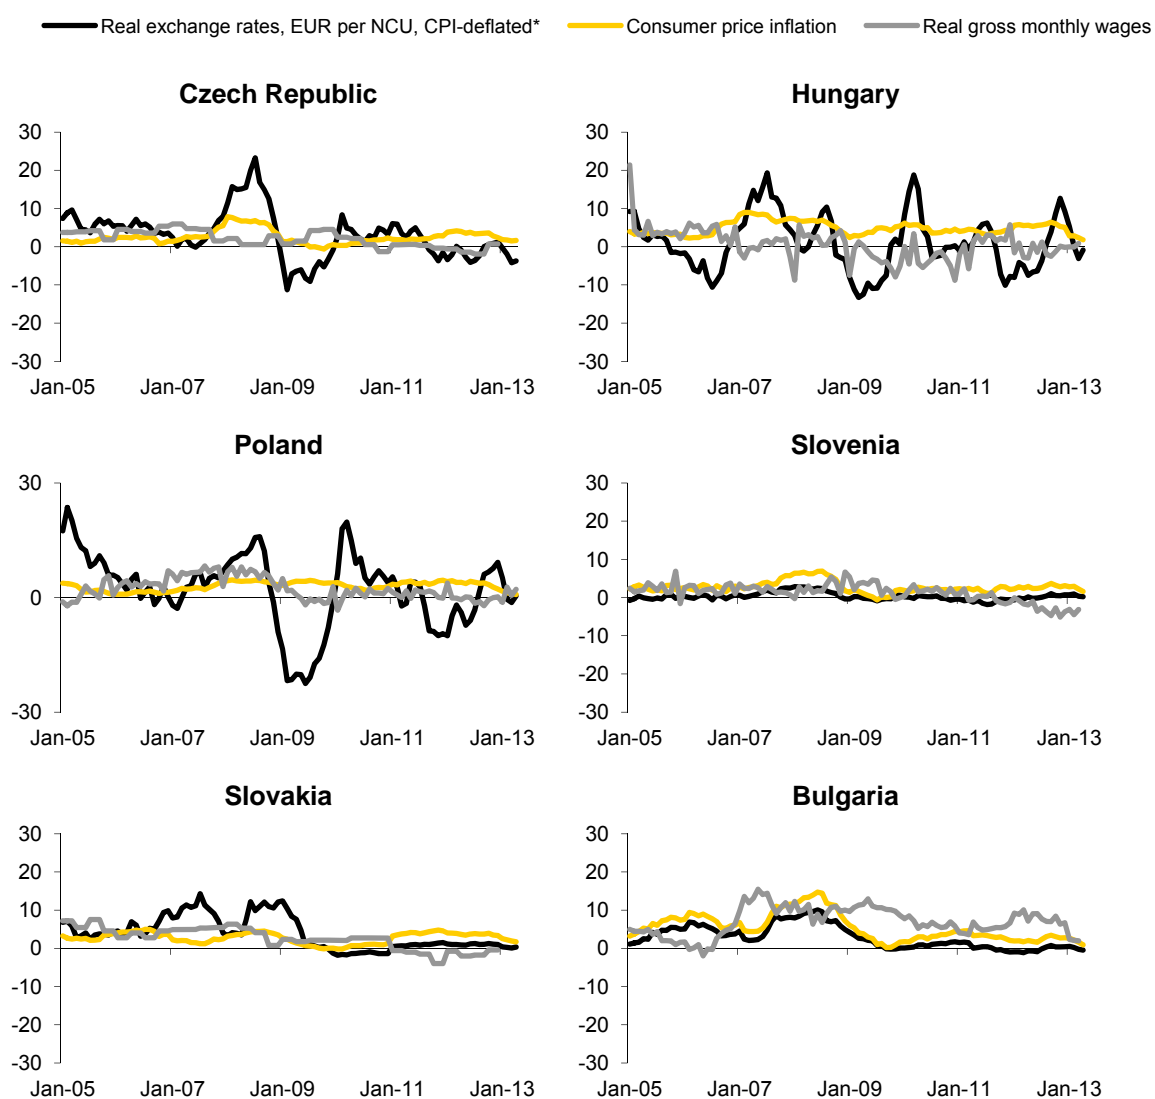 Real exchange rates, EUR per NCU, CPI-deflated* Consumer price inflation Real gross monthly wages
Czech Republic
30
20
10
0
-10
-20
-30
Jan-05 Jan-07 Jan-09 Jan-11 Jan-13
Hungary
30
20
10
0
-10
-20
-30
Jan-05 Jan-07 Jan-09 Jan-11 Jan-13
Poland
30
0
-30
Jan-05 Jan-07 Jan-09 Jan-11 Jan-13
Slovenia
30
20
10
0
-10
-20
-30
Jan-05 Jan-07 Jan-09 Jan-11 Jan-13
Slovakia
30
20
10
0
-10
-20
-30
Jan-05 Jan-07 Jan-09 Jan-11 Jan-13
Bulgaria
30
20
10
0
-10
-20
-30
Jan-05 Jan-07 Jan-09 Jan-11 Jan-13